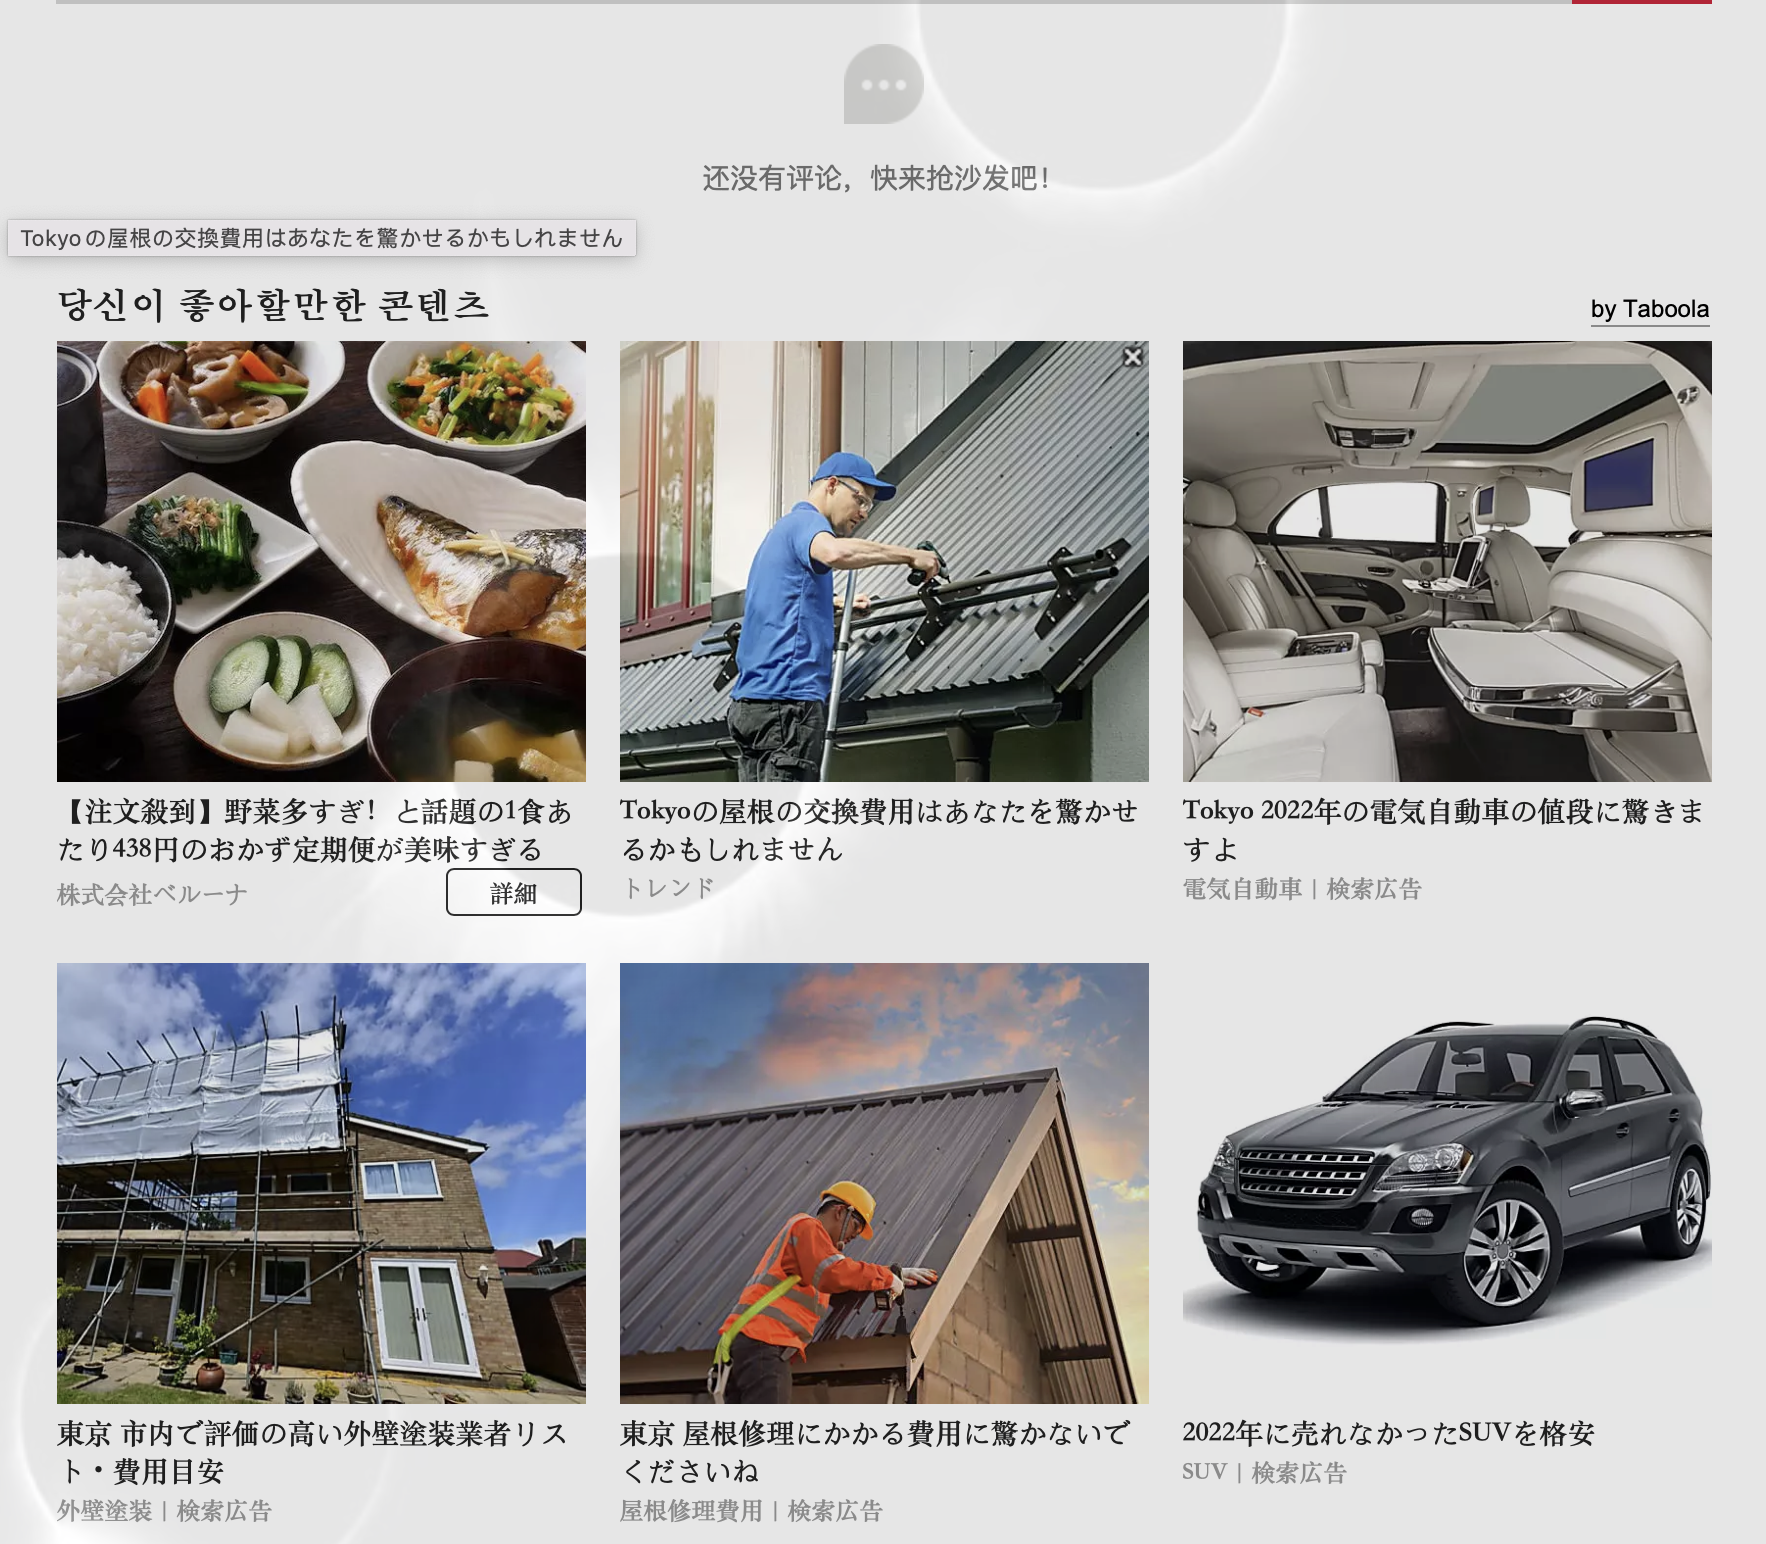 还没有评论，快来抢沙发吧！
Tokyoの屋根の交換費用はあなたを驚かせるかもしれません
당신이 좋아할만한 콘텐츠
by Taboola
【注文殺到】野菜多すぎ！と話題の1食あ
たり438円のおかず定期便が美味すぎる
株式会社ベルーナ
詳細
Tokyoの屋根の交換費用はあなたを驚かせ
るかもしれません
トレンド
Tokyo 2022年の電気自動車の値段に驚きま
すよ
電気自動車 | 検索広告
東京 市内で評価の高い外壁塗装業者リス
ト・費用目安
外壁塗装 | 検索広告
東京 屋根修理にかかる費用に驚かないで
くださいね
屋根修理費用 | 検索広告
2022年に売れなかったSUVを格安
SUV | 検索広告